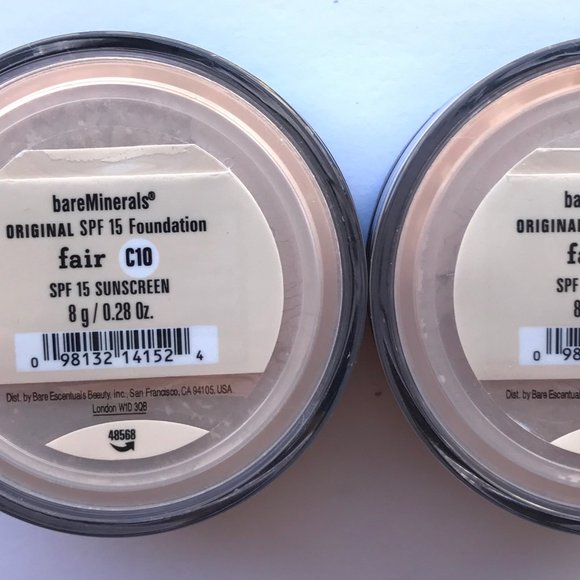 bareMinerals®
ORIGINAL SPF 15 Foundation
fair C10
SPF 15 SUNSCREEN
8 g / 0.28 Oz.
0 98132 14152 4
Dist. by Bare Escentuals Beauty, Inc., San Francisco, CA 94105, USA
London W1D 3QB
48568
bareMine
ORIGINAL
fa
SPF
8
0 98
Dist. by Bare Escentuals